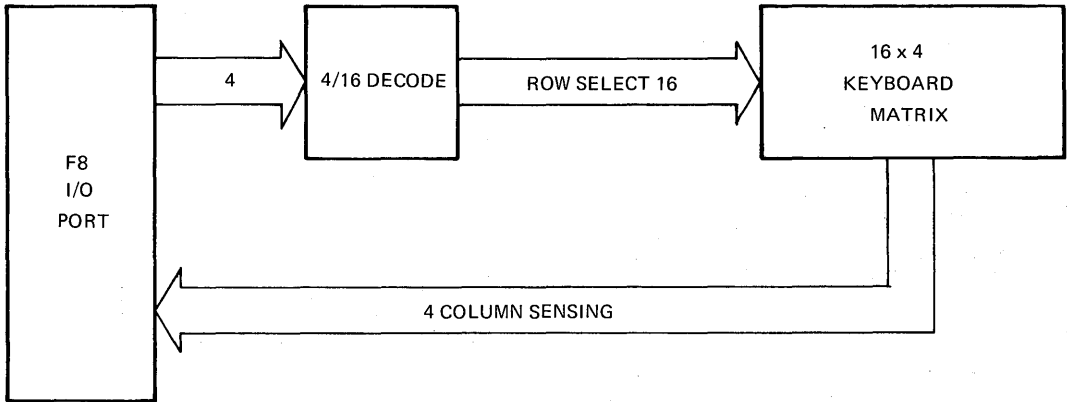 F8
I/O
PORT
4
4/16 DECODE
ROW SELECT 16
16 x 4
KEYBOARD
MATRIX
4 COLUMN SENSING